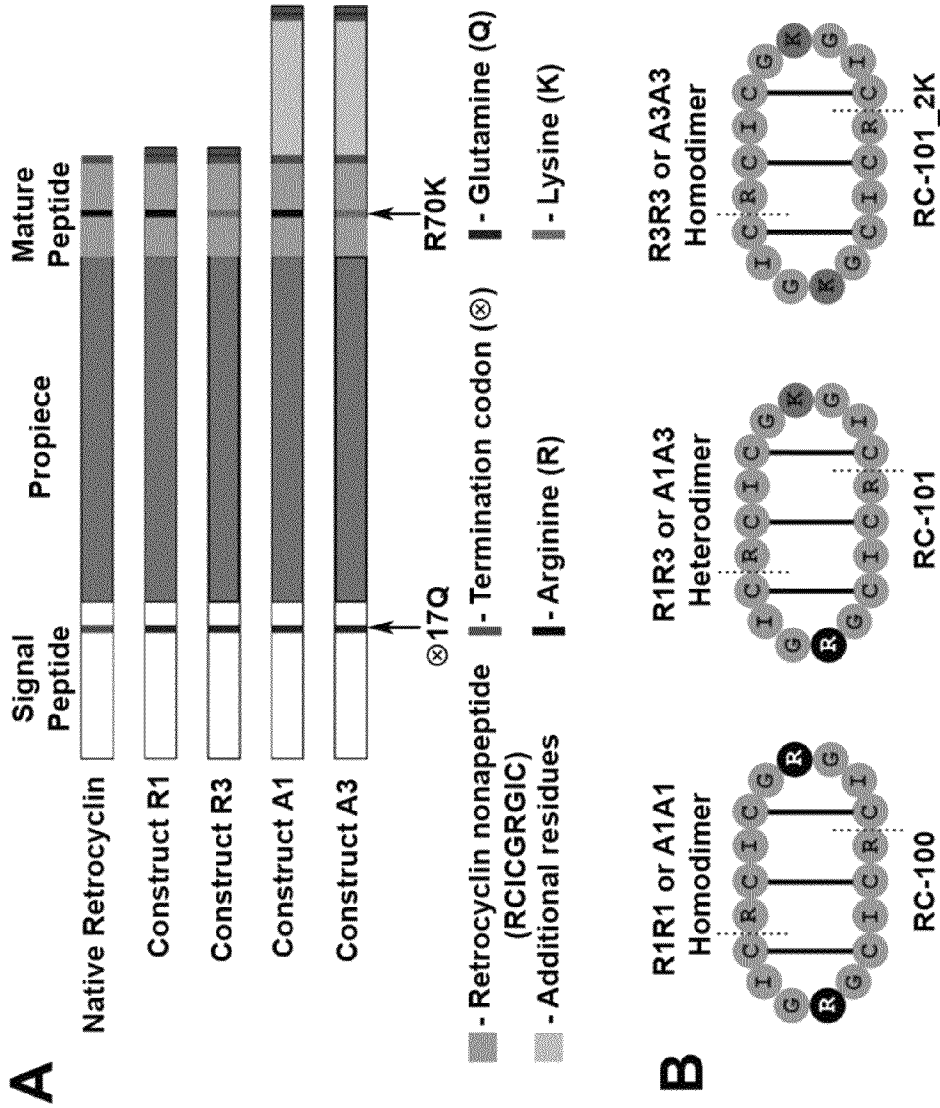 A
Signal
Peptide
Propiece
Mature
Peptide
Native Retrocyclin
Construct R1
Construct R3
Construct A1
Construct A3
⊗17Q
R70K
- Retrocyclin nonapeptide
(RCICGRGIC)
- Additional residues
- Termination codon (⊗)
- Arginine (R)
- Glutamine (Q)
- Lysine (K)
B
R1R1 or A1A1
Homodimer
G I C R C I C G
R R
G C I C C R C I G
RC-100
R1R3 or A1A3
Heterodimer
G I C R C I C G
R K
G C I C C R C I G
RC-101
R3R3 or A3A3
Homodimer
G I C R C I C G
K K
G C I C C R C I G
RC-101_2K